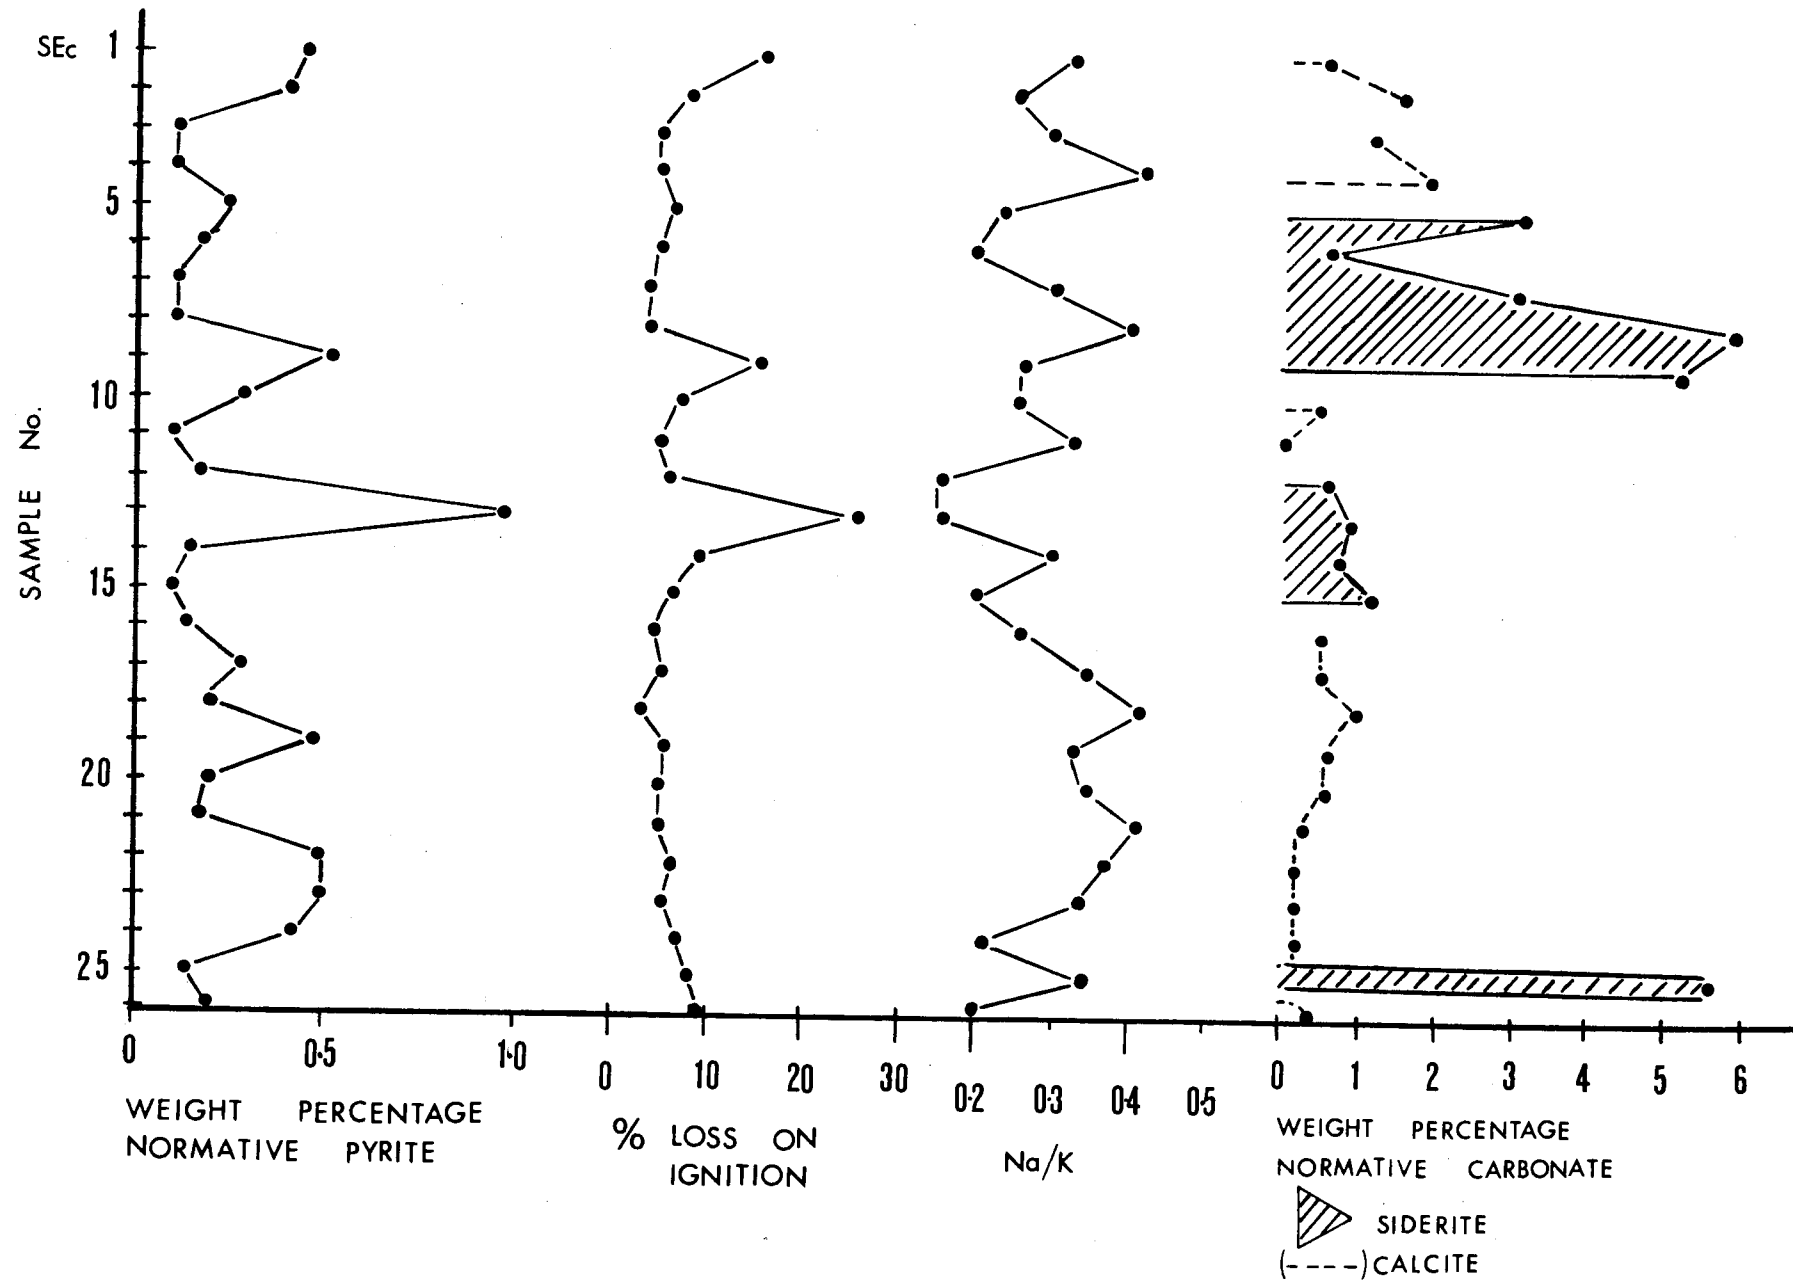 SEc 1
5
10
15
20
25
SAMPLE No.
0 0·5 1·0
WEIGHT PERCENTAGE
NORMATIVE PYRITE
0 10 20 30
% LOSS ON
IGNITION
0·2 0·3 0·4 0·5
Na/K
0 1 2 3 4 5 6
WEIGHT PERCENTAGE
NORMATIVE CARBONATE
SIDERITE
(----) CALCITE